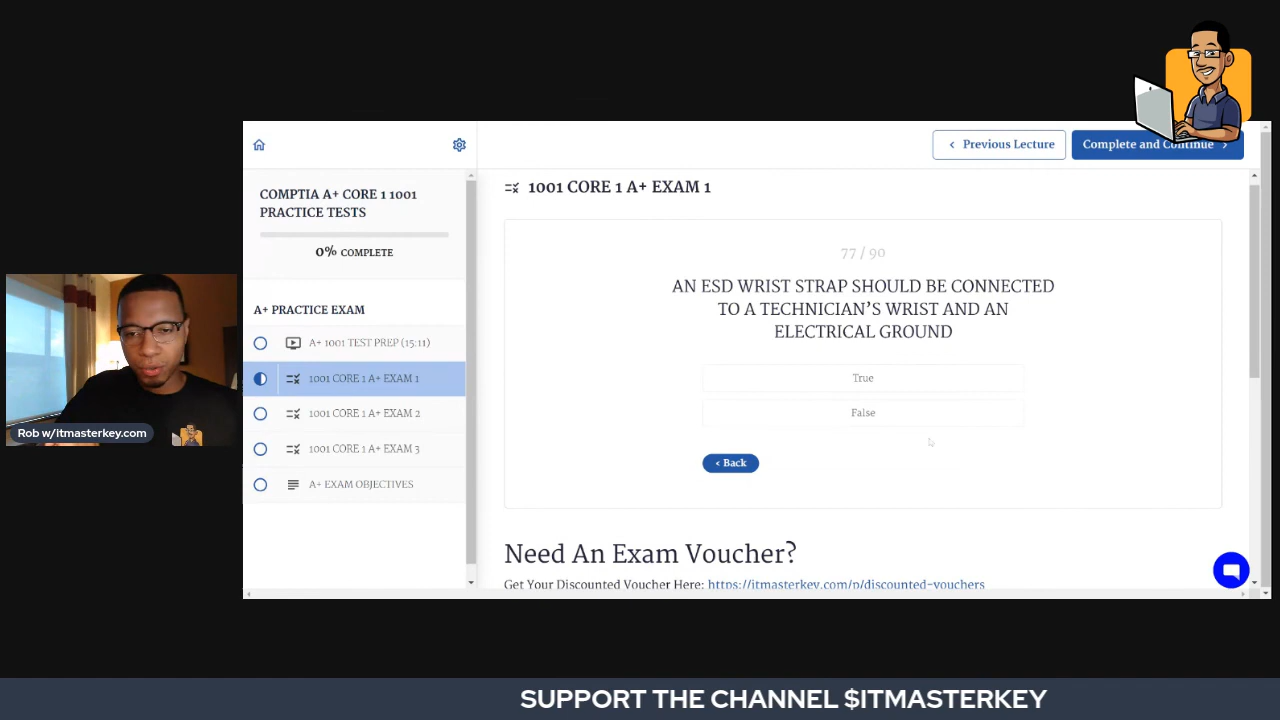 < Previous Lecture
Complete and Continue >
COMPTIA A+ CORE 1 1001
PRACTICE TESTS
0% COMPLETE
A+ PRACTICE EXAM
A+ 1001 TEST PREP (15:11)
1001 CORE 1 A+ EXAM 1
1001 CORE 1 A+ EXAM 2
1001 CORE 1 A+ EXAM 3
A+ EXAM OBJECTIVES
1001 CORE 1 A+ EXAM 1
77 / 90
AN ESD WRIST STRAP SHOULD BE CONNECTED
TO A TECHNICIAN’S WRIST AND AN
ELECTRICAL GROUND
True
False
< Back
Need An Exam Voucher?
Get Your Discounted Voucher Here: https://itmasterkey.com/p/discounted-vouchers
Rob w/itmasterkey.com
SUPPORT THE CHANNEL $ITMASTERKEY